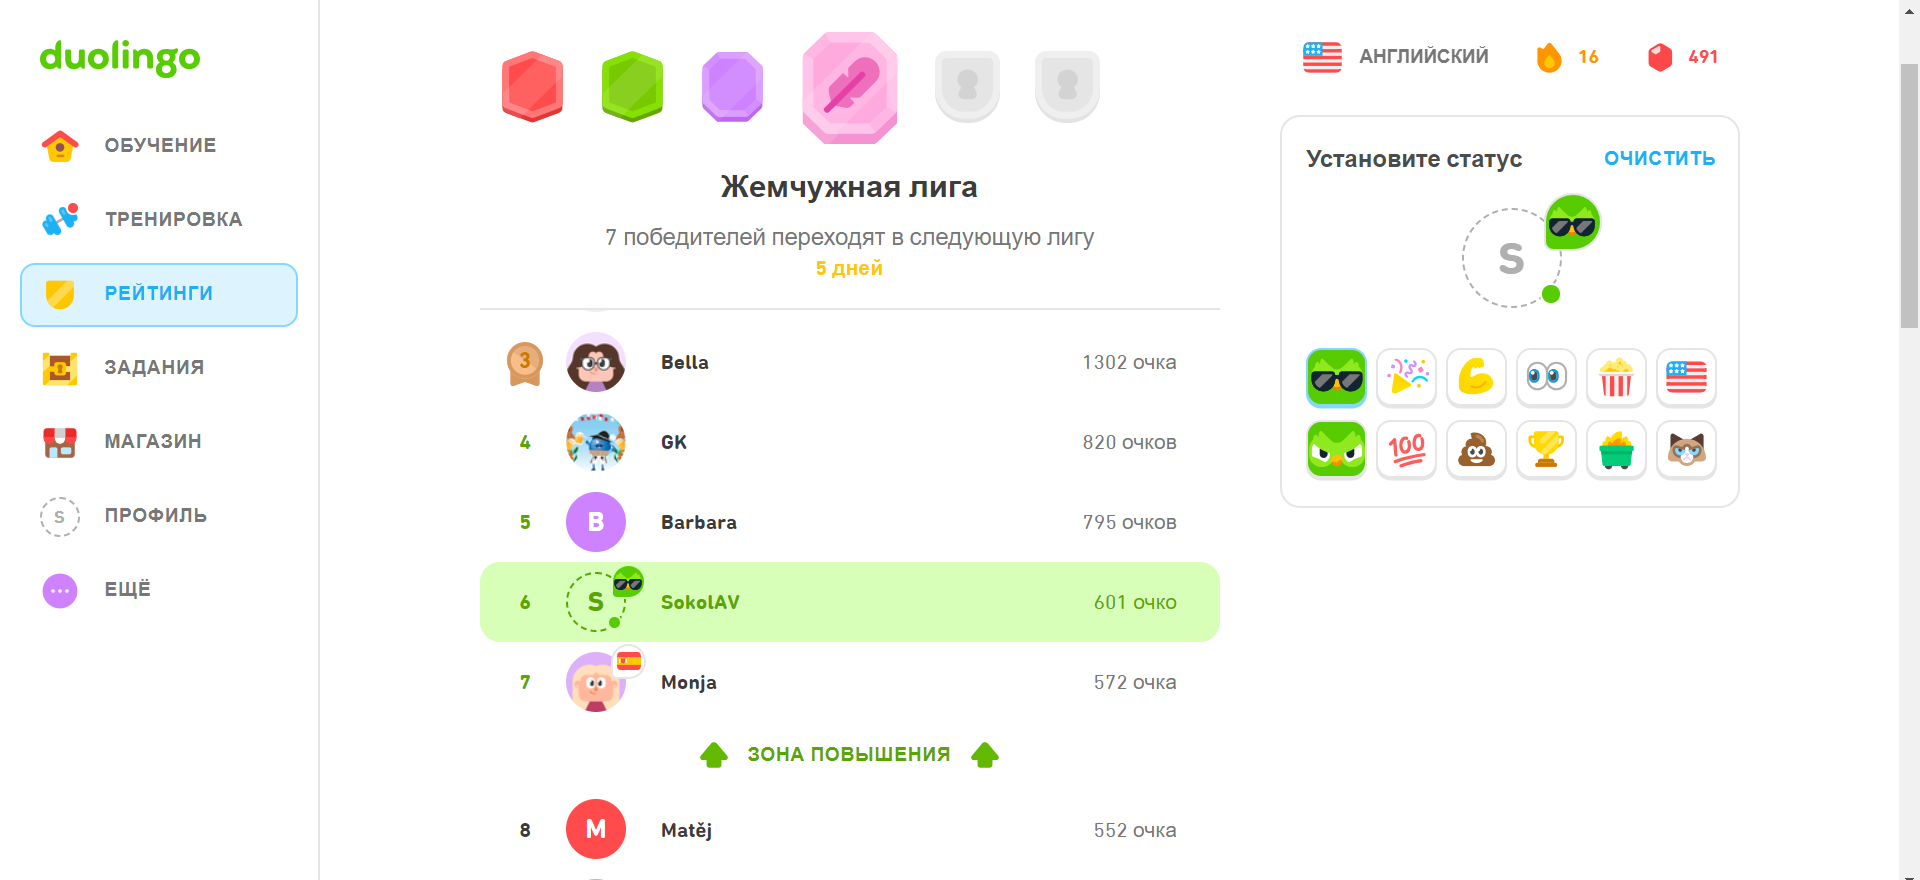 duolingo
ОБУЧЕНИЕ
ТРЕНИРОВКА
РЕЙТИНГИ
ЗАДАНИЯ
МАГАЗИН
S
ПРОФИЛЬ
ЕЩЁ
Жемчужная лига
7 победителей переходят в следующую лигу
5 дней
3 Bella 1302 очка
4 GK 820 очков
5 B Barbara 795 очков
6 S SokolAV 601 очко
7 Monja 572 очка
ЗОНА ПОВЫШЕНИЯ
8 M Matěj 552 очка
АНГЛИЙСКИЙ 16 491
Установите статус ОЧИСТИТЬ
S
100